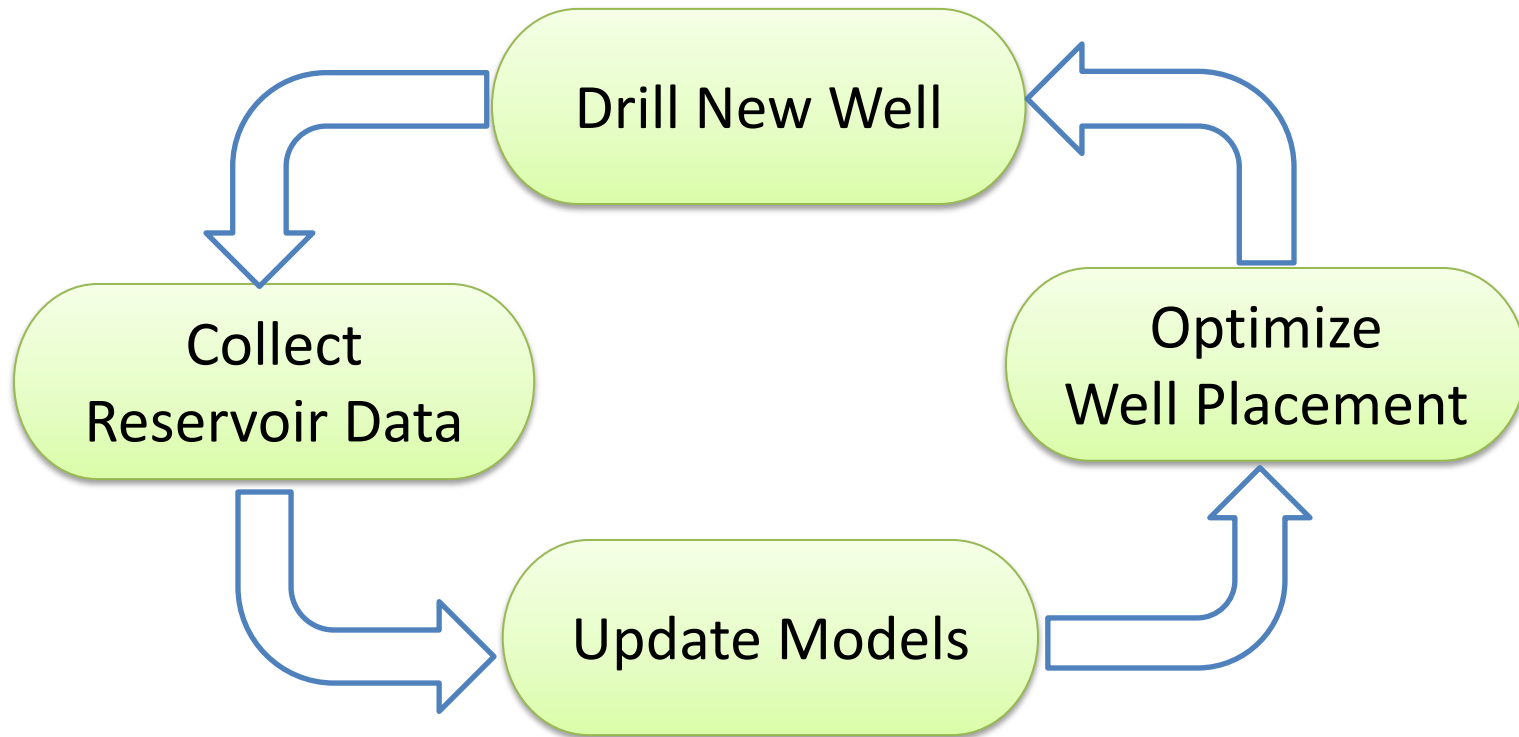 Drill New Well
Collect
Reservoir Data
Optimize
Well Placement
Update Models